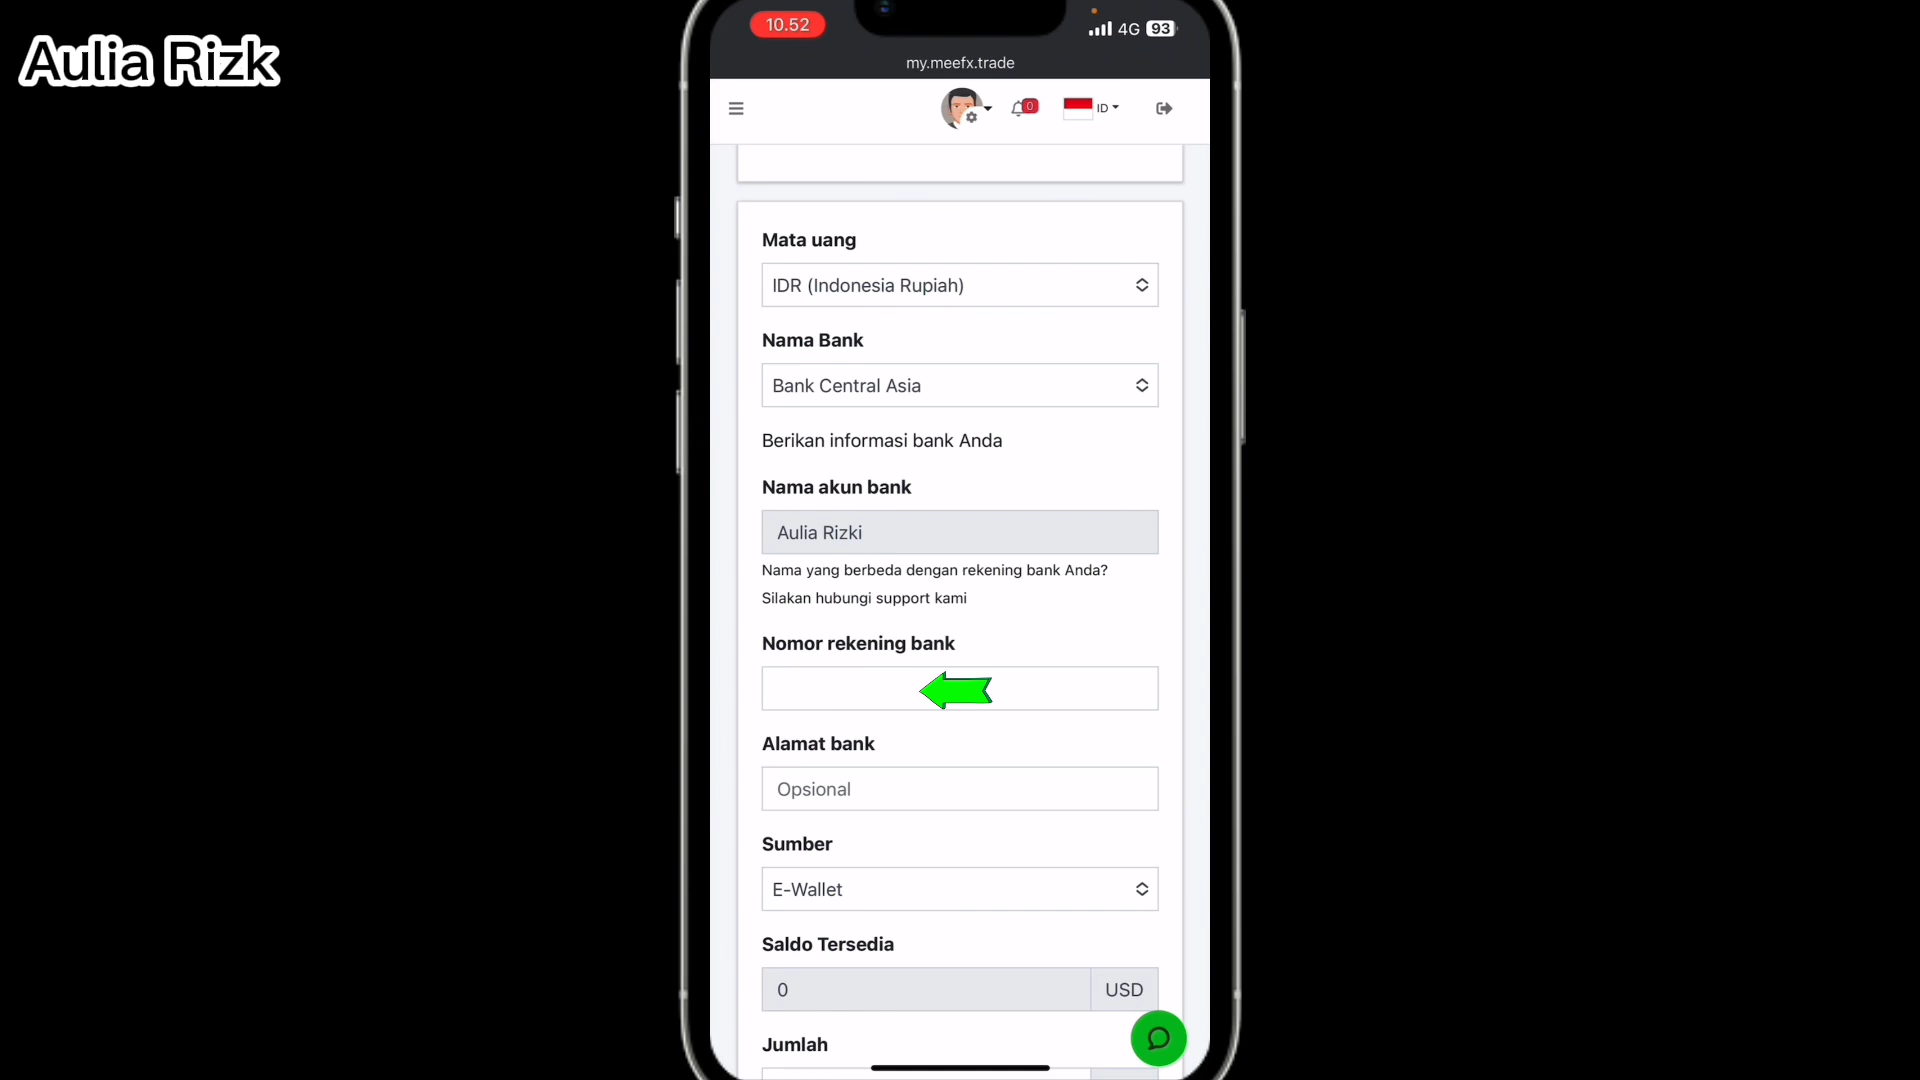 Aulia Rizk
10.52
4G 93
my.meefx.trade
0
ID
Mata uang
IDR (Indonesia Rupiah)
Nama Bank
Bank Central Asia
Berikan informasi bank Anda
Nama akun bank
Aulia Rizki
Nama yang berbeda dengan rekening bank Anda?
Silakan hubungi support kami
Nomor rekening bank
Alamat bank
Opsional
Sumber
E-Wallet
Saldo Tersedia
0 USD
Jumlah